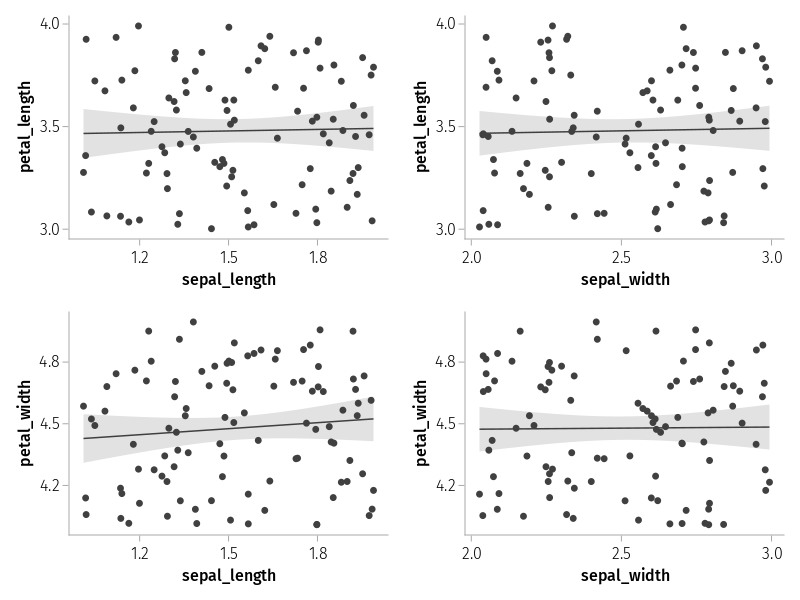 4.0
3.5
3.0
petal_length
1.2 1.5 1.8
sepal_length
4.0
3.5
3.0
petal_length
2.0 2.5 3.0
sepal_width
4.8
4.5
4.2
petal_width
1.2 1.5 1.8
sepal_length
4.8
4.5
4.2
petal_width
2.0 2.5 3.0
sepal_width